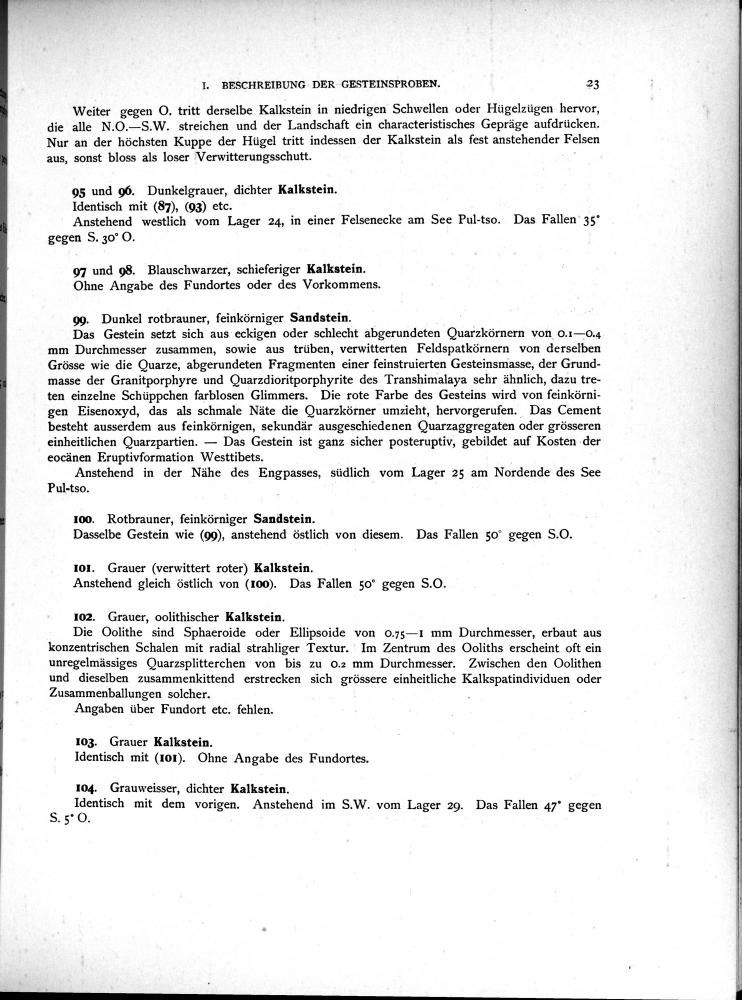 I. BESCHREIBUNG DER GESTEINSPROBEN. 23
Weiter gegen O. tritt derselbe Kalkstein in niedrigen Schwellen oder Hügelzügen hervor,
die alle N.O.—S.W. streichen und der Landschaft ein characteristisches Gepräge aufdrücken.
Nur an der höchsten Kuppe der Hügel tritt indessen der Kalkstein als fest anstehender Felsen
aus, sonst bloss als loser Verwitterungsschutt.
95 und 96. Dunkelgrauer, dichter Kalkstein.
Identisch mit (87), (93) etc.
Anstehend westlich vom Lager 24, in einer Felsenecke am See Pul-tso. Das Fallen 35°
gegen S. 30° O.
97 und 98. Blauschwarzer, schieferiger Kalkstein.
Ohne Angabe des Fundortes oder des Vorkommens.
99. Dunkel rotbrauner, feinkörniger Sandstein.
Das Gestein setzt sich aus eckigen oder schlecht abgerundeten Quarzkörnern von 0.1—0.4
mm Durchmesser zusammen, sowie aus trüben, verwitterten Feldspatkörnern von derselben
Grösse wie die Quarze, abgerundeten Fragmenten einer feinstruierten Gesteinsmasse, der Grund-
masse der Granitporphyre und Quarzdioritporphyrite des Transhimalaya sehr ähnlich, dazu tre-
ten einzelne Schüppchen farblosen Glimmers. Die rote Farbe des Gesteins wird von feinkörni-
gen Eisenoxyd, das als schmale Näte die Quarzkörner umzieht, hervorgerufen. Das Cement
besteht ausserdem aus feinkörnigen, sekundär ausgeschiedenen Quarzaggregaten oder grösseren
einheitlichen Quarzpartien. — Das Gestein ist ganz sicher posteruptiv, gebildet auf Kosten der
eocänen Eruptivformation Westtibets.
Anstehend in der Nähe des Engpasses, südlich vom Lager 25 am Nordende des See
Pul-tso.
100. Rotbrauner, feinkörniger Sandstein.
Dasselbe Gestein wie (99), anstehend östlich von diesem. Das Fallen 50° gegen S.O.
101. Grauer (verwittert roter) Kalkstein.
Anstehend gleich östlich von (100). Das Fallen 50° gegen S.O.
102. Grauer, oolithischer Kalkstein.
Die Oolithe sind Sphaeroide oder Ellipsoide von 0.75—1 mm Durchmesser, erbaut aus
konzentrischen Schalen mit radial strahliger Textur. Im Zentrum des Ooliths erscheint oft ein
unregelmässiges Quarzsplitterchen von bis zu 0.2 mm Durchmesser. Zwischen den Oolithen
und dieselben zusammenkittend erstrecken sich grössere einheitliche Kalkspatindividuen oder
Zusammenballungen solcher.
Angaben über Fundort etc. fehlen.
103. Grauer Kalkstein.
Identisch mit (101). Ohne Angabe des Fundortes.
104. Grauweisser, dichter Kalkstein.
Identisch mit dem vorigen. Anstehend im S.W. vom Lager 29. Das Fallen 47° gegen
S. 5° O.